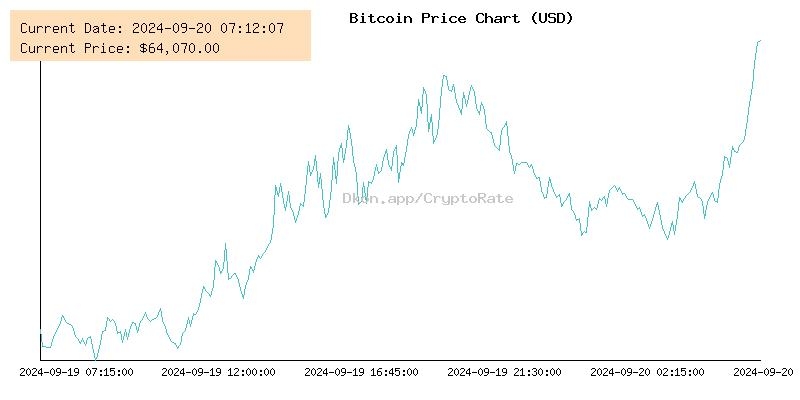 Bitcoin Price Chart (USD)
Current Date: 2024-09-20 07:12:07
Current Price: $64,070.00
Dkon.app/CryptoRate
2024-09-19 07:15:00 2024-09-19 12:00:00 2024-09-19 16:45:00 2024-09-19 21:30:00 2024-09-20 02:15:00 2024-09-20